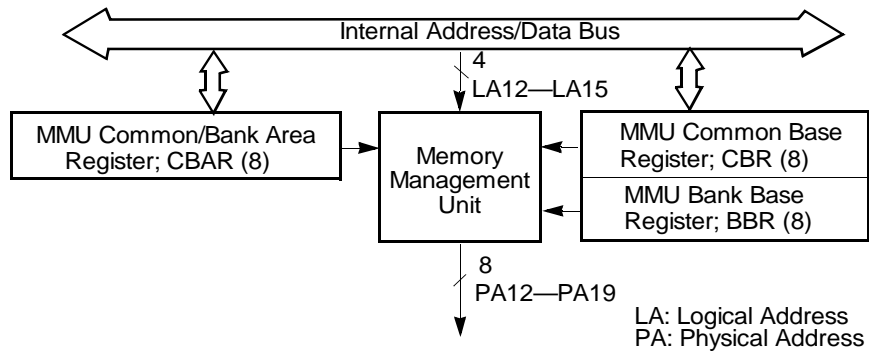 Internal Address/Data Bus
4
LA12—LA15
MMU Common/Bank Area
Register; CBAR (8)
Memory
Management
Unit
MMU Common Base
Register; CBR (8)
MMU Bank Base
Register; BBR (8)
8
PA12—PA19
LA: Logical Address
PA: Physical Address